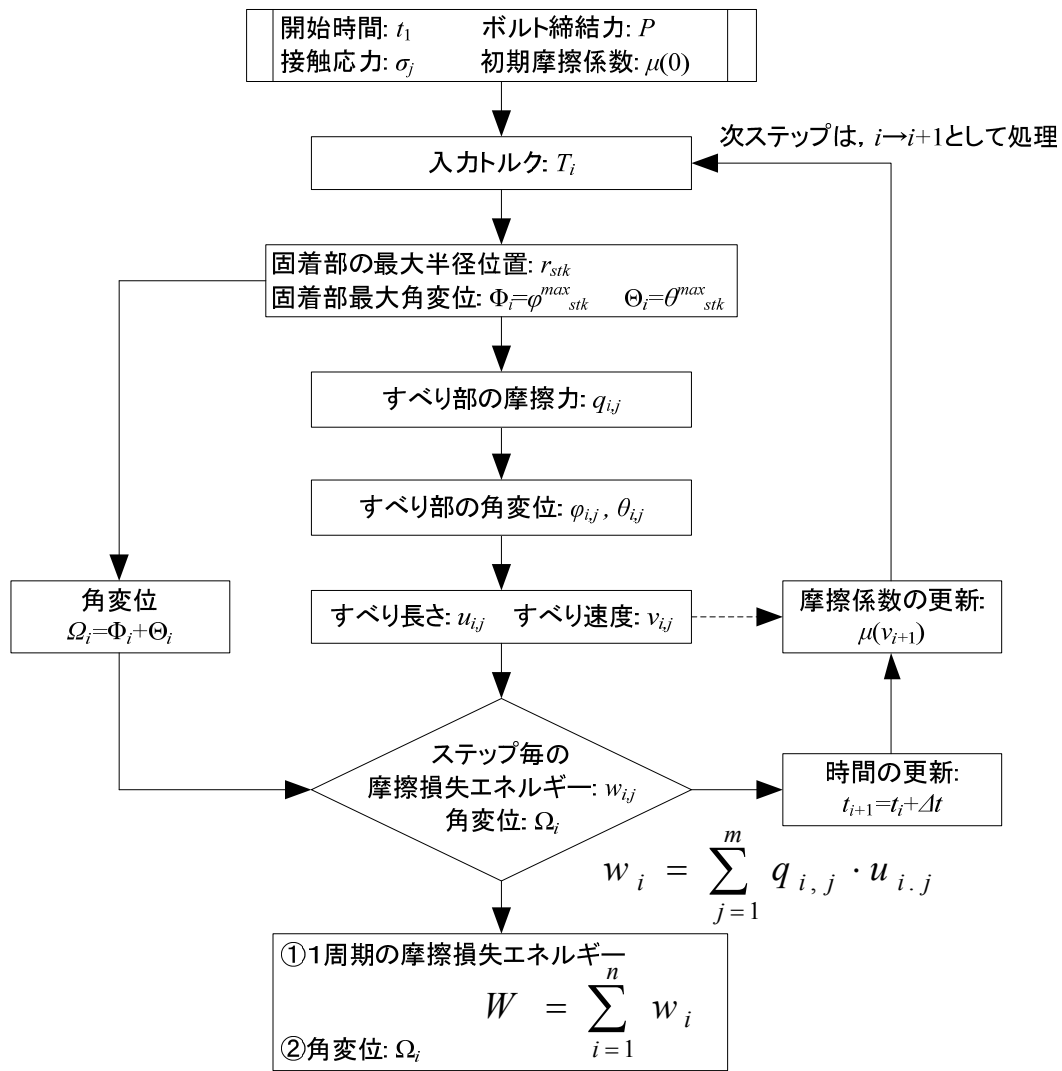 開始時間: t₁ ボルト締結力: P
接触応力: σj 初期摩擦係数: μ(0)
次ステップは, i→i+1として処理
入力トルク: Ti
固着部の最大半径位置: rstk
固着部最大角変位: Φi=φ^max_stk Θi=θ^max_stk
すべり部の摩擦力: qi,j
すべり部の角変位: φi,j , θi,j
角変位
Ωi=Φi+Θi
すべり長さ: ui,j すべり速度: vi,j
摩擦係数の更新:
μ(vi+1)
ステップ毎の
摩擦損失エネルギー: wi,j
角変位: Ωi
時間の更新:
ti+1=ti+Δt
w i = ∑ j=1 m q i,j · u i.j
①1周期の摩擦損失エネルギー
W = ∑ i=1 n w i
②角変位: Ωi